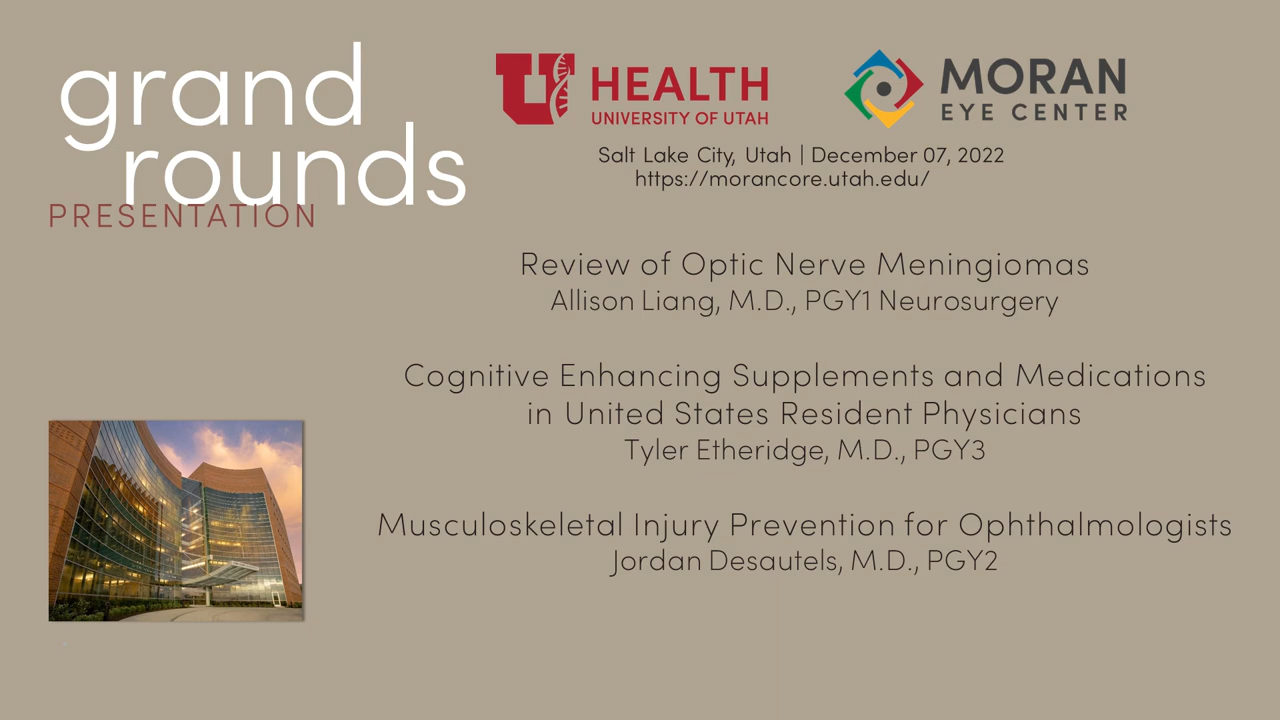 grand
rounds
PRESENTATION
U HEALTH
UNIVERSITY OF UTAH
MORAN
EYE CENTER
Salt Lake City, Utah | December 07, 2022
https://morancore.utah.edu/
Review of Optic Nerve Meningiomas
Allison Liang, M.D., PGY1 Neurosurgery
Cognitive Enhancing Supplements and Medications
in United States Resident Physicians
Tyler Etheridge, M.D., PGY3
Musculoskeletal Injury Prevention for Ophthalmologists
Jordan Desautels, M.D., PGY2